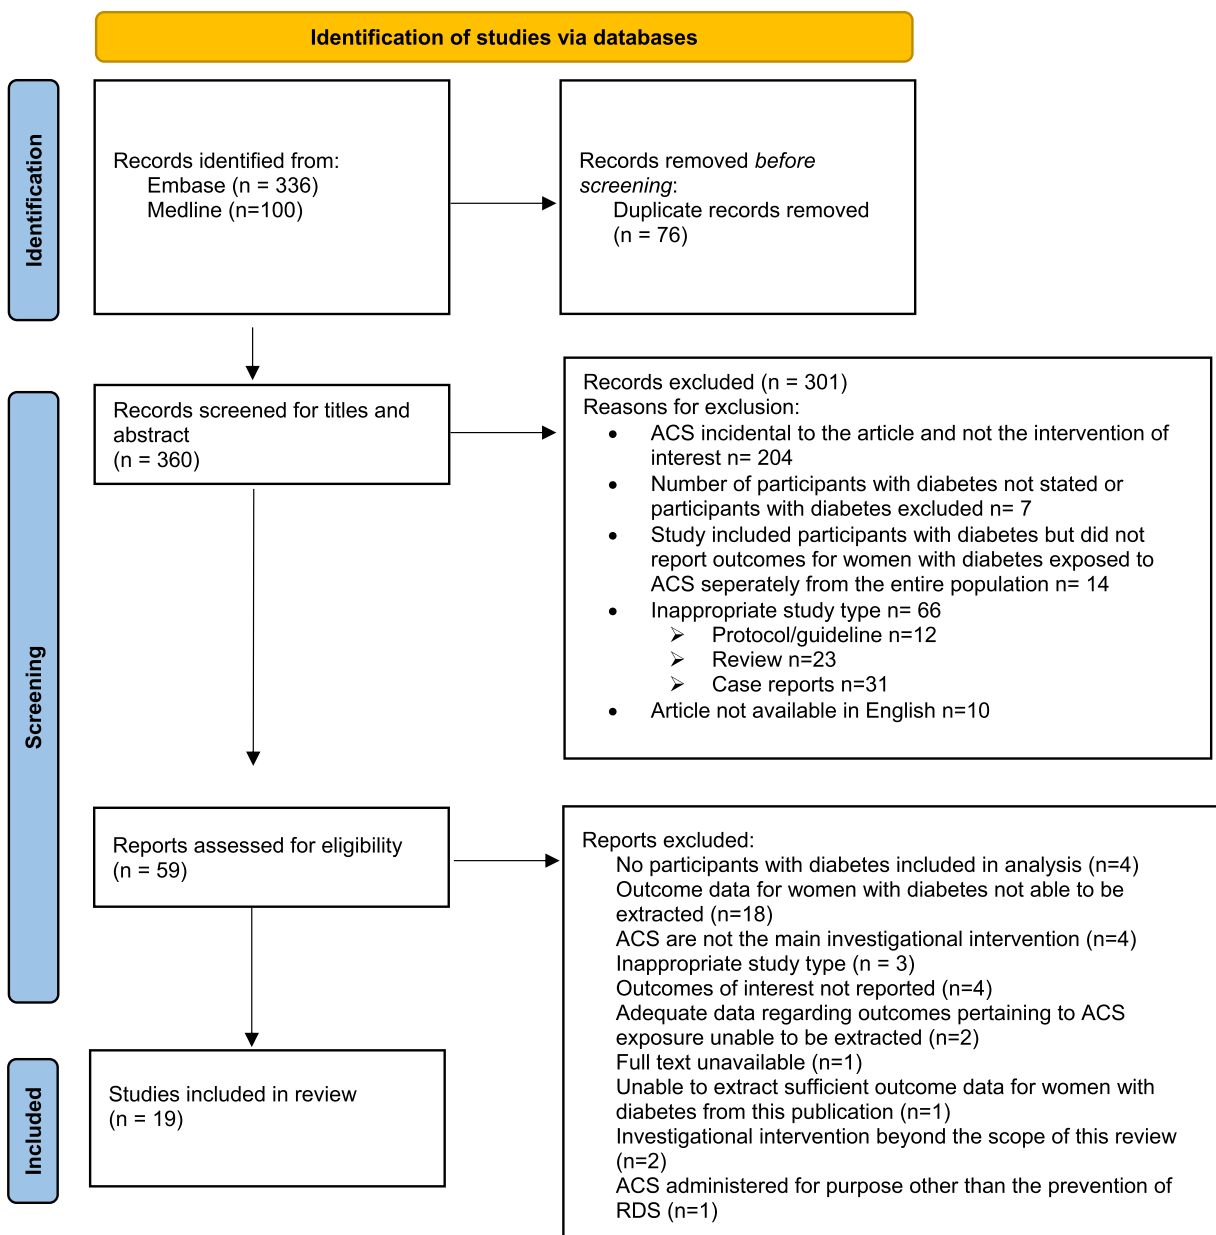 Identification of studies via databases
Identification
Records identified from:
Embase (n = 336)
Medline (n=100)
Records removed before
screening:
Duplicate records removed
(n = 76)
Screening
Records screened for titles and
abstract
(n = 360)
Records excluded (n = 301)
Reasons for exclusion:
• ACS incidental to the article and not the intervention of
interest n= 204
• Number of participants with diabetes not stated or
participants with diabetes excluded n= 7
• Study included participants with diabetes but did not
report outcomes for women with diabetes exposed to
ACS seperately from the entire population n= 14
• Inappropriate study type n= 66
➢ Protocol/guideline n=12
➢ Review n=23
➢ Case reports n=31
• Article not available in English n=10
Reports assessed for eligibility
(n = 59)
Reports excluded:
No participants with diabetes included in analysis (n=4)
Outcome data for women with diabetes not able to be
extracted (n=18)
ACS are not the main investigational intervention (n=4)
Inappropriate study type (n = 3)
Outcomes of interest not reported (n=4)
Adequate data regarding outcomes pertaining to ACS
exposure unable to be extracted (n=2)
Full text unavailable (n=1)
Unable to extract sufficient outcome data for women with
diabetes from this publication (n=1)
Investigational intervention beyond the scope of this review
(n=2)
ACS administered for purpose other than the prevention of
RDS (n=1)
Included
Studies included in review
(n = 19)